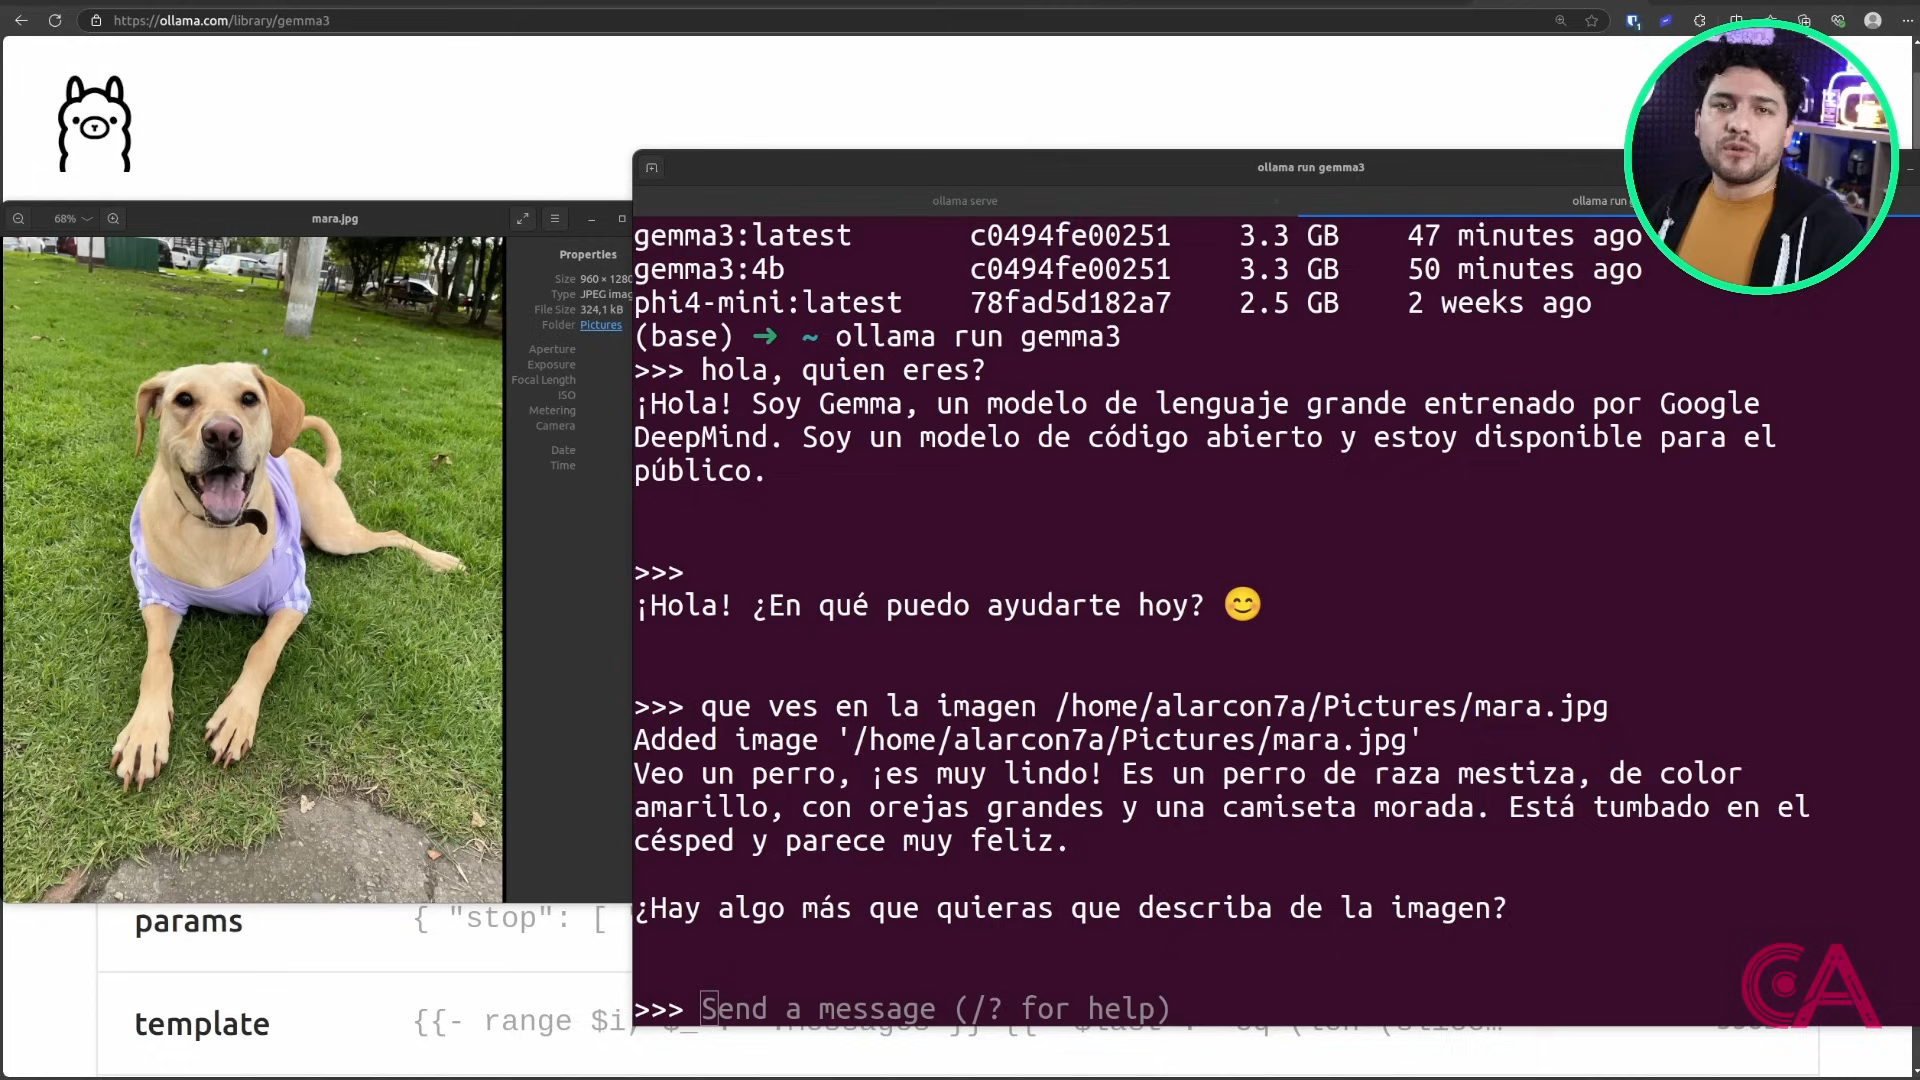 https://ollama.com/library/gemma3
ollama run gemma3
ollama serve
ollama run g
68%
mara.jpg
Properties
Size 960 × 1280
Type JPEG imag
File Size 324,1 kB
Folder Pictures
Aperture
Exposure
Focal Length
ISO
Metering
Camera
Date
Time
gemma3:latest c0494fe00251 3.3 GB 47 minutes ago
gemma3:4b c0494fe00251 3.3 GB 50 minutes ago
phi4-mini:latest 78fad5d182a7 2.5 GB 2 weeks ago
(base) ➜ ~ ollama run gemma3
>>> hola, quien eres?
¡Hola! Soy Gemma, un modelo de lenguaje grande entrenado por Google
DeepMind. Soy un modelo de código abierto y estoy disponible para el
público.
>>>
¡Hola! ¿En qué puedo ayudarte hoy? 😊
>>> que ves en la imagen /home/alarcon7a/Pictures/mara.jpg
Added image '/home/alarcon7a/Pictures/mara.jpg'
Veo un perro, ¡es muy lindo! Es un perro de raza mestiza, de color
amarillo, con orejas grandes y una camiseta morada. Está tumbado en el
césped y parece muy feliz.
¿Hay algo más que quieras que describa de la imagen?
>>> Send a message (/? for help)
params { "stop": [
template {{- range $i,
CA